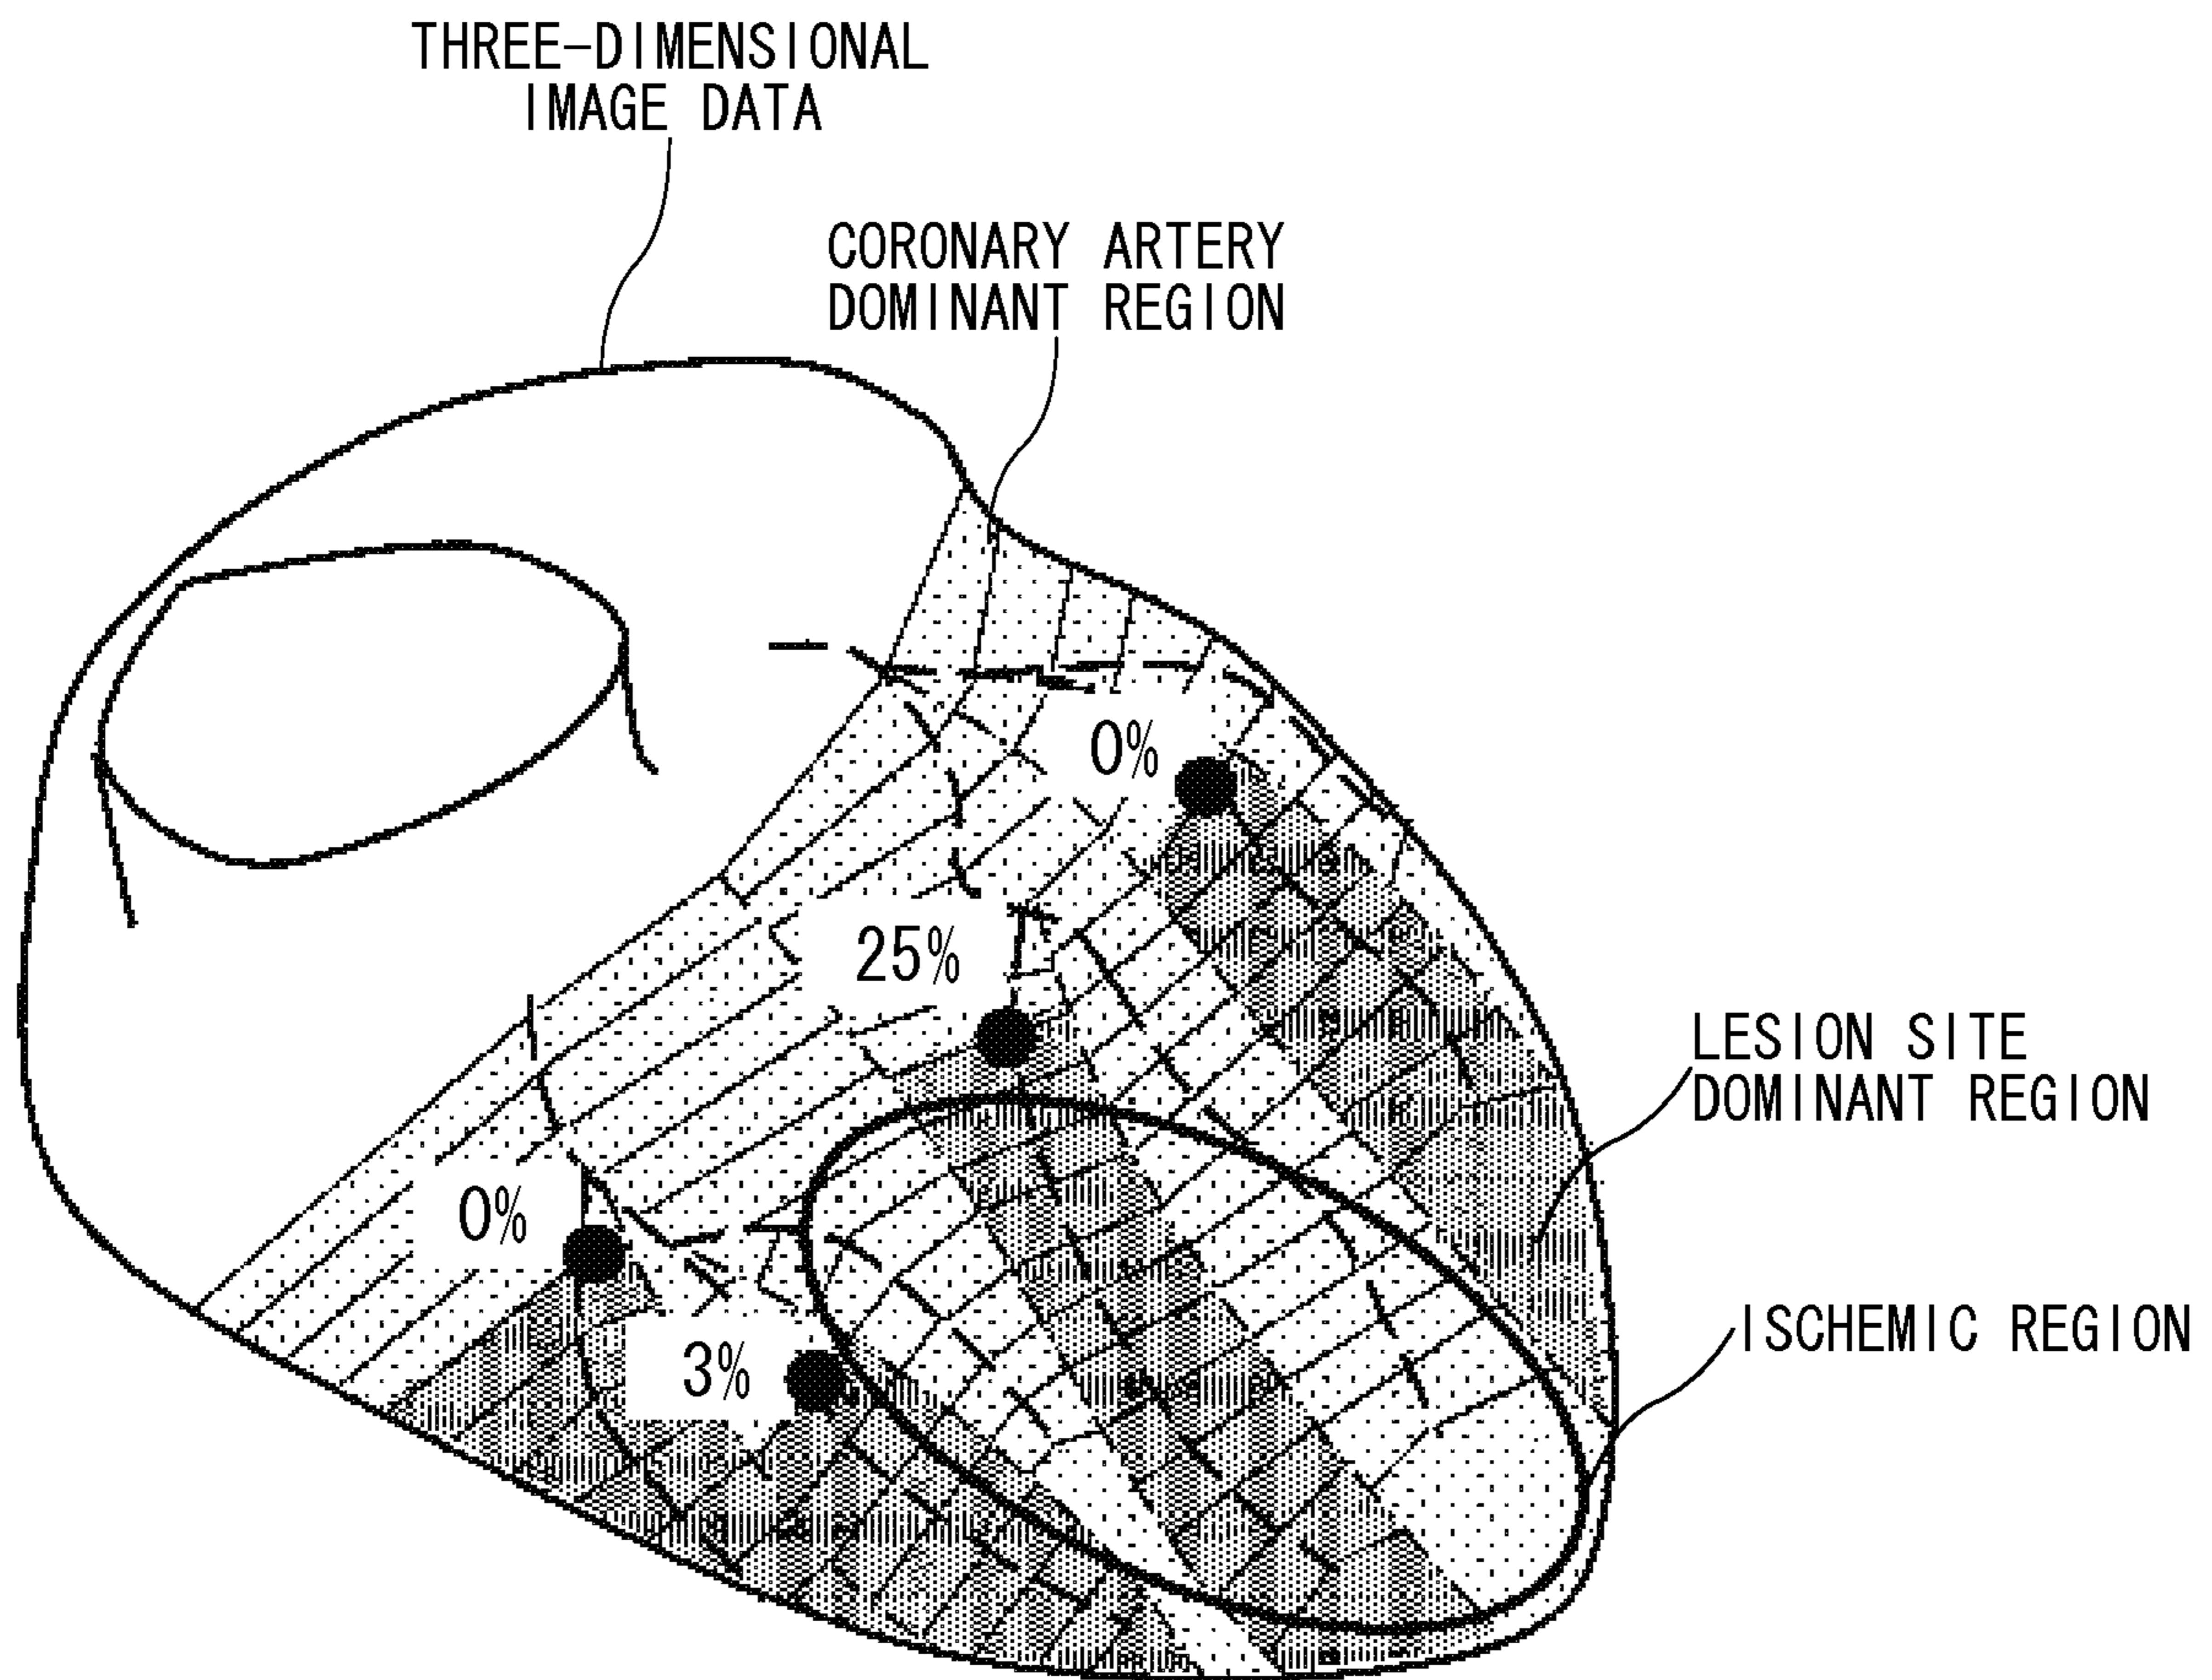 THREE-DIMENSIONAL
IMAGE DATA
CORONARY ARTERY
DOMINANT REGION
0%
25%
LESION SITE
DOMINANT REGION
0%
ISCHEMIC REGION
3%